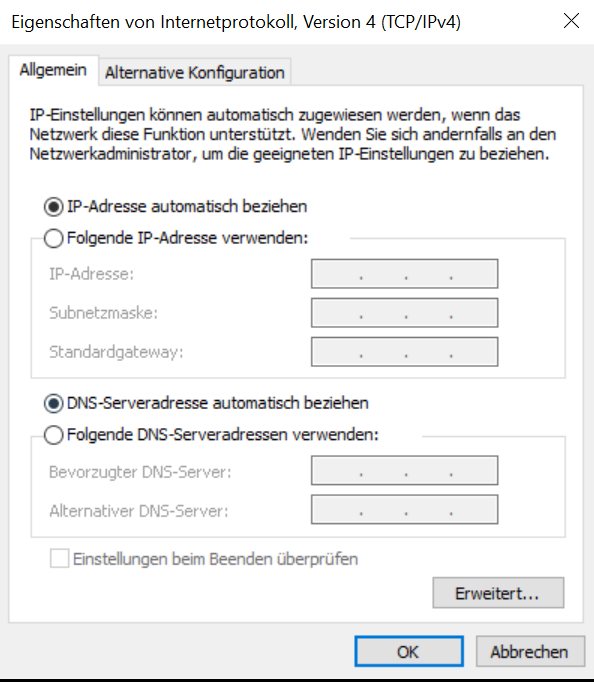 Eigenschaften von Internetprotokoll, Version 4 (TCP/IPv4)
Allgemein
Alternative Konfiguration
IP-Einstellungen können automatisch zugewiesen werden, wenn das
Netzwerk diese Funktion unterstützt. Wenden Sie sich andernfalls an den
Netzwerkadministrator, um die geeigneten IP-Einstellungen zu beziehen.
IP-Adresse automatisch beziehen
Folgende IP-Adresse verwenden:
IP-Adresse:
Subnetzmaske:
Standardgateway:
DNS-Serveradresse automatisch beziehen
Folgende DNS-Serveradressen verwenden:
Bevorzugter DNS-Server:
Alternativer DNS-Server:
Einstellungen beim Beenden überprüfen
Erweitert...
OK
Abbrechen